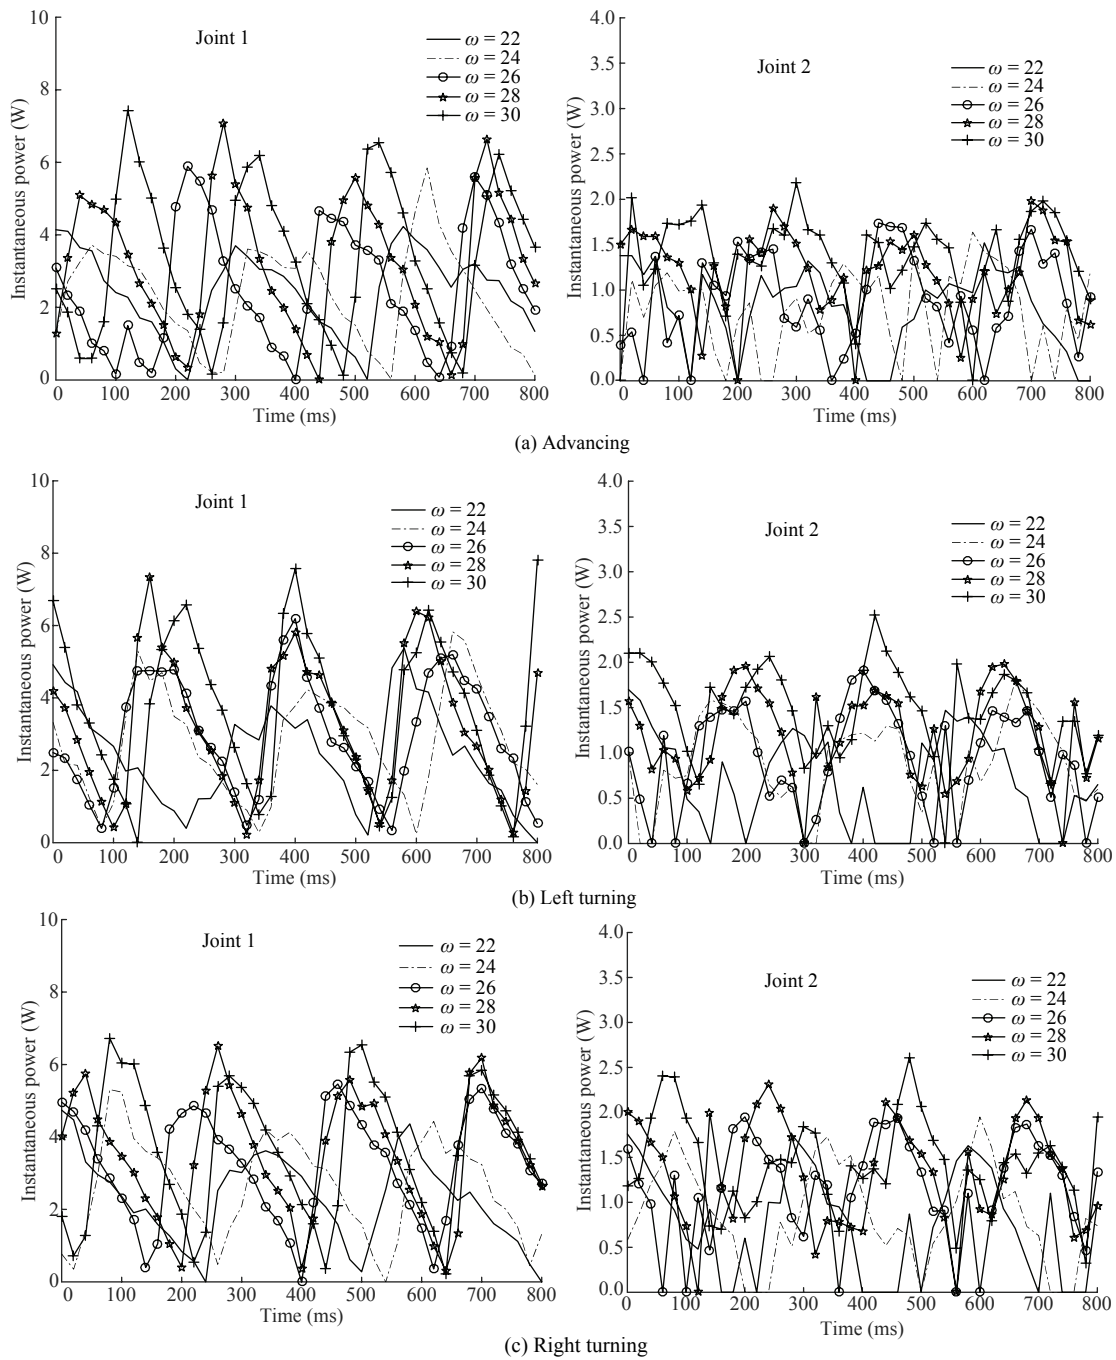 Joint 1
ω = 22
ω = 24
ω = 26
ω = 28
ω = 30
Instantaneous power (W)
10
8
6
4
2
0
0 100 200 300 400 500 600 700 800
Time (ms)
Joint 2
ω = 22
ω = 24
ω = 26
ω = 28
ω = 30
Instantaneous power (W)
4.0
3.5
3.0
2.5
2.0
1.5
1.0
0.5
0.0
0 100 200 300 400 500 600 700 800
Time (ms)
(a) Advancing
Joint 1
ω = 22
ω = 24
ω = 26
ω = 28
ω = 30
Instantaneous power (W)
10
8
6
4
2
0
0 100 200 300 400 500 600 700 800
Time (ms)
Joint 2
ω = 22
ω = 24
ω = 26
ω = 28
ω = 30
Instantaneous power (W)
4.0
3.5
3.0
2.5
2.0
1.5
1.0
0.5
0.0
0 100 200 300 400 500 600 700 800
Time (ms)
(b) Left turning
Joint 1
ω = 22
ω = 24
ω = 26
ω = 28
ω = 30
Instantaneous power (W)
10
8
6
4
2
0
0 100 200 300 400 500 600 700 800
Time (ms)
Joint 2
ω = 22
ω = 24
ω = 26
ω = 28
ω = 30
Instantaneous power (W)
4.0
3.5
3.0
2.5
2.0
1.5
1.0
0.5
0.0
0 100 200 300 400 500 600 700 800
Time (ms)
(c) Right turning